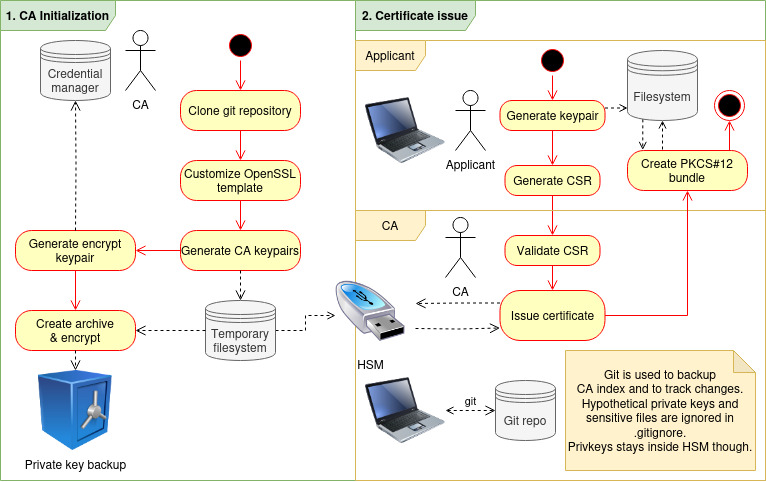 1. CA Initialization
Credential
manager
CA
Clone git repository
Customize OpenSSL
template
Generate encrypt
keypair
Generate CA keypairs
Create archive
& encrypt
Temporary
filesystem
Private key backup
2. Certificate issue
Applicant
Applicant
Generate keypair
Filesystem
Generate CSR
Create PKCS#12
bundle
CA
CA
Validate CSR
Issue certificate
HSM
git
Git repo
Git is used to backup
CA index and to track changes.
Hypothetical private keys and
sensitive files are ignored in
.gitignore.
Privkeys stays inside HSM though.